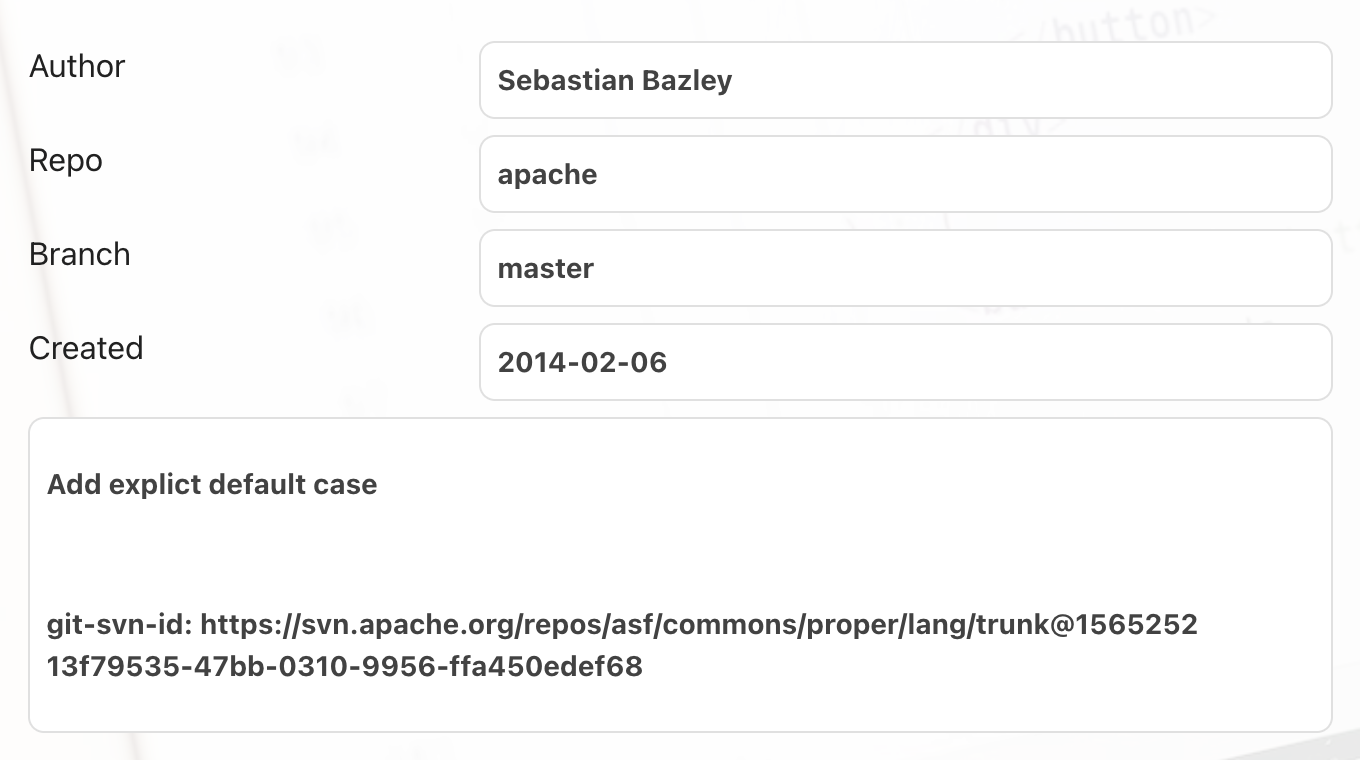 Author
Sebastian Bazley
Repo
apache
Branch
master
Created
2014-02-06
Add explict default case
git-svn-id: https://svn.apache.org/repos/asf/commons/proper/lang/trunk@1565252
13f79535-47bb-0310-9956-ffa450edef68